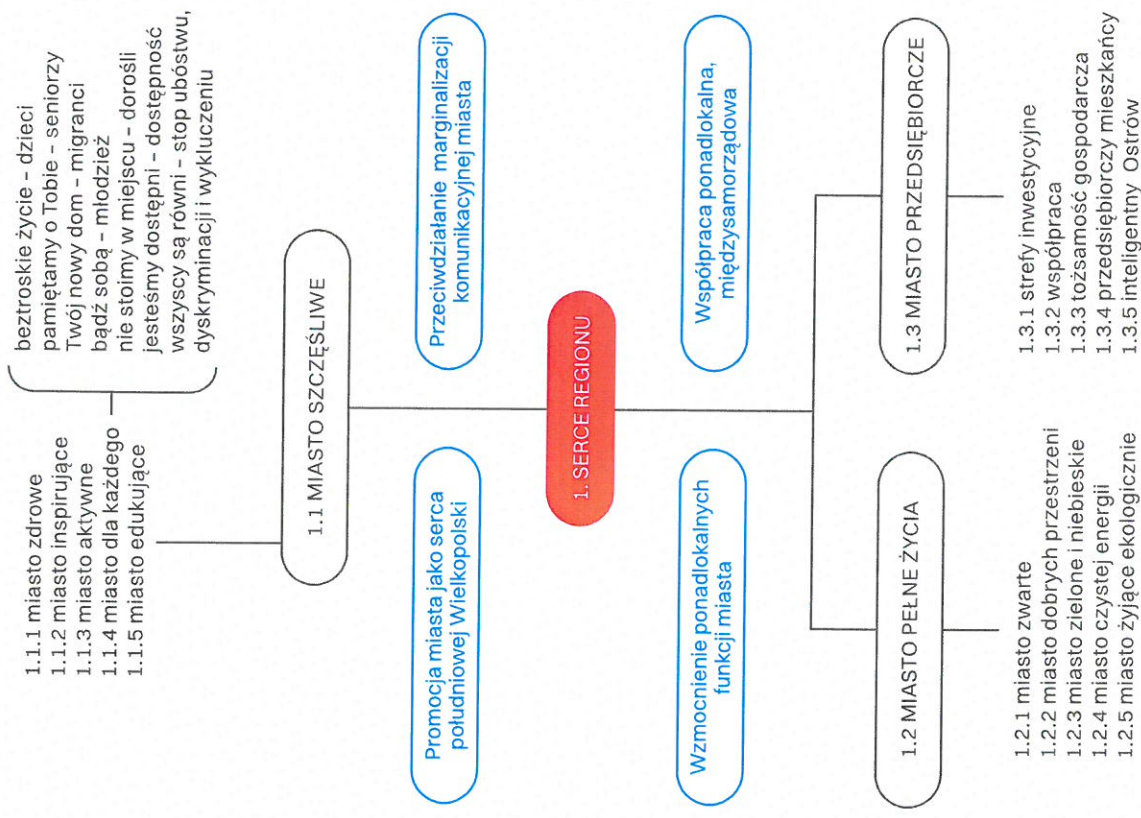 1.1.1 miasto zdrowe
1.1.2 miasto inspirujące
1.1.3 miasto aktywne
1.1.4 miasto dla każdego
1.1.5 miasto edukujące
beztroskie życie – dzieci
pamiętamy o Tobie – seniorzy
Twój nowy dom – migranci
bądź sobą – młodzież
nie stoimy w miejscu – dorośli
jesteśmy dostępni – dostępność
wszyscy są równi – stop ubóstwu,
dyskryminacji i wykluczeniu
1.1 MIASTO SZCZĘŚLIWE
Promocja miasta jako serca
południowej Wielkopolski
Przeciwdziałanie marginalizacji
komunikacyjnej miasta
1. SERCE REGIONU
Wzmocnienie ponadlokalnych
funkcji miasta
Współpraca ponadlokalna,
międzysamorządowa
1.2 MIASTO PEŁNE ŻYCIA
1.3 MIASTO PRZEDSIĘBIORCZE
1.2.1 miasto zwarte
1.2.2 miasto dobrych przestrzeni
1.2.3 miasto zielone i niebieskie
1.2.4 miasto czystej energii
1.2.5 miasto żyjące ekologicznie
1.3.1 strefy inwestycyjne
1.3.2 współpraca
1.3.3 tożsamość gospodarcza
1.3.4 przedsiębiorczy mieszkańcy
1.3.5 inteligentny Ostrów